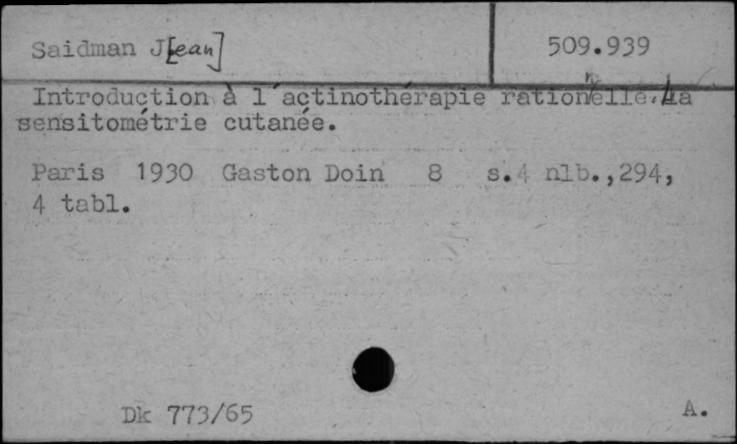 Saidman J[ean]
509.939
Introduction à l'actinothérapie rationnelle. La
sensitométrie cutanée.
Paris 1930 Gaston Doin 8 s.4 nlb.,294,
4 tabl.
Dk 773/65
A.